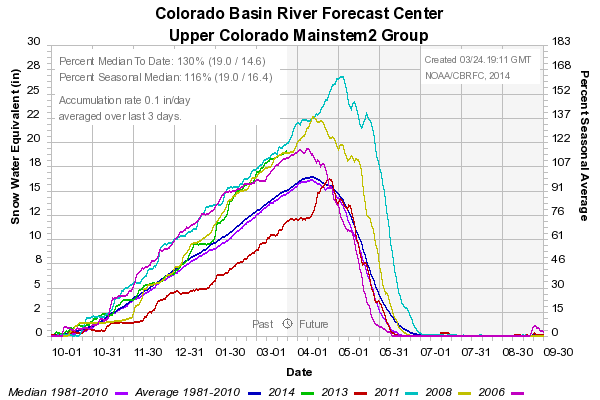 Colorado Basin River Forecast Center
Upper Colorado Mainstem2 Group
Percent Median To Date: 130% (19.0 / 14.6)
Percent Seasonal Median: 116% (19.0 / 16.4)
Accumulation rate 0.1 in/day
averaged over last 3 days.
Created 03/24.19:11 GMT
NOAA/CBRFC, 2014
Snow Water Equivalent (in)
30
28
25
22
20
18
15
12
10
8
5
2
0
183
168
152
137
122
107
91
76
61
46
30
15
0
Percent Seasonal Average
Past Future
10-01 10-31 11-30 12-31 01-30 03-01 04-01 05-01 05-31 07-01 07-31 08-30 09-30
Date
Median 1981-2010 Average 1981-2010 2014 2013 2011 2008 2006